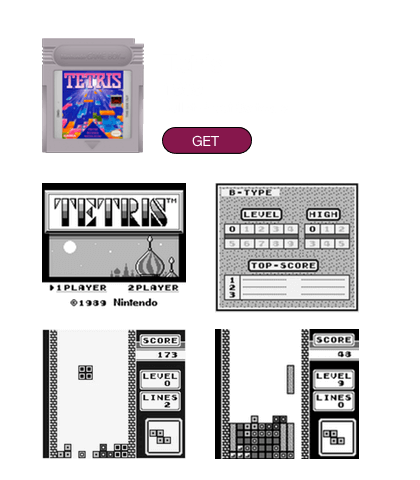 TETRIS
GET
TETRIS™
1PLAYER 2PLAYER
©1989 Nintendo
B-TYPE
LEVEL HIGH
0 1 2 3 4 0 1 2
5 6 7 8 9 3 4 5
TOP-SCORE
1
2
3
SCORE
173
LEVEL
0
LINES
2
SCORE
48
LEVEL
9
LINES
0